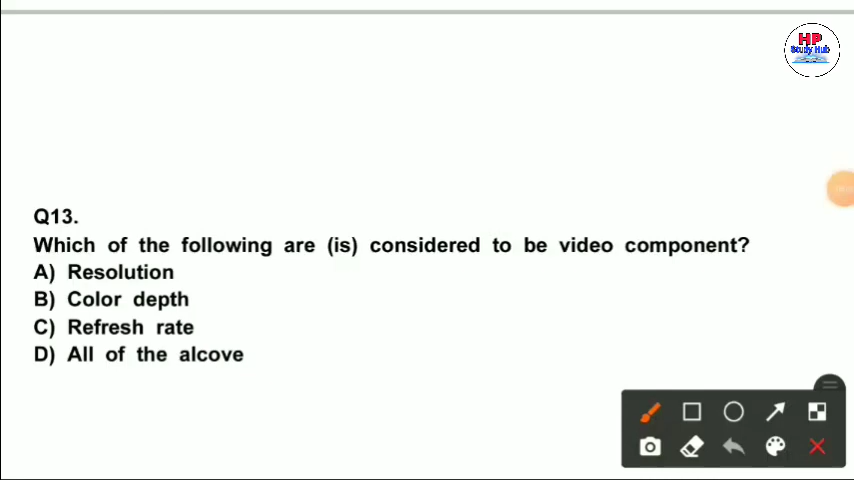 HP
Study Hub
Q13.
Which of the following are (is) considered to be video component?
A) Resolution
B) Color depth
C) Refresh rate
D) All of the alcove